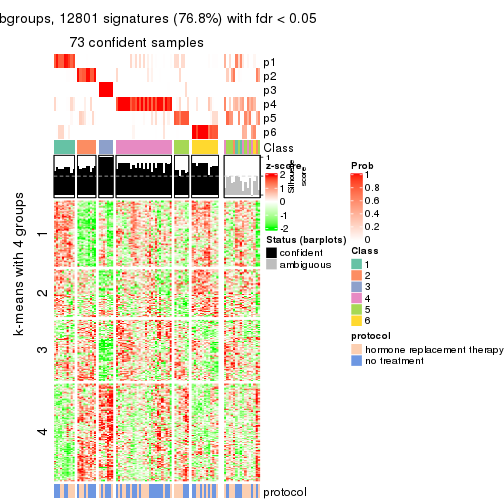 bgroups, 12801 signatures (76.8%) with fdr < 0.05
73 confident samples
p1
p2
p3
p4
p5
p6
Class
1
z-score
2
1
0
-1
-2
Silhouette
score
Prob
1
0.8
0.6
0.4
0.2
0
Status (barplots)
confident
ambiguous
Class
1
2
3
4
5
6
protocol
hormone replacement therapy
no treatment
k-means with 4 groups
1
2
3
4
protocol